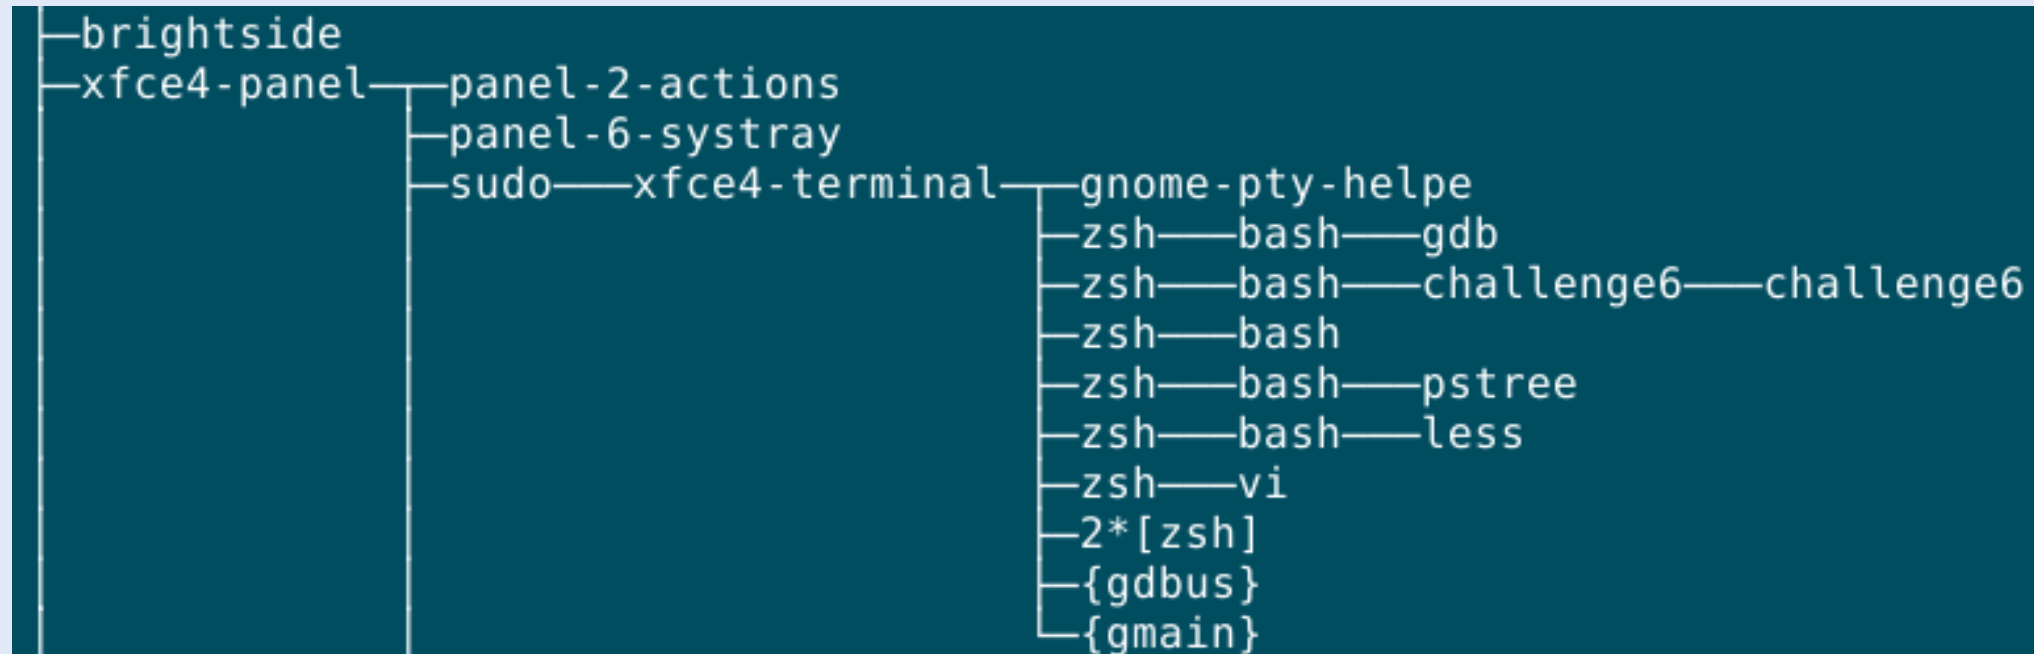 ├─brightside
├─xfce4-panel─┬─panel-2-actions
│             ├─panel-6-systray
│             ├─sudo───xfce4-terminal─┬─gnome-pty-helpe
│             │                       ├─zsh───bash───gdb
│             │                       ├─zsh───bash───challenge6───challenge6
│             │                       ├─zsh───bash
│             │                       ├─zsh───bash───pstree
│             │                       ├─zsh───bash───less
│             │                       ├─zsh───vi
│             │                       ├─2*[zsh]
│             │                       ├─{gdbus}
│             │                       └─{gmain}